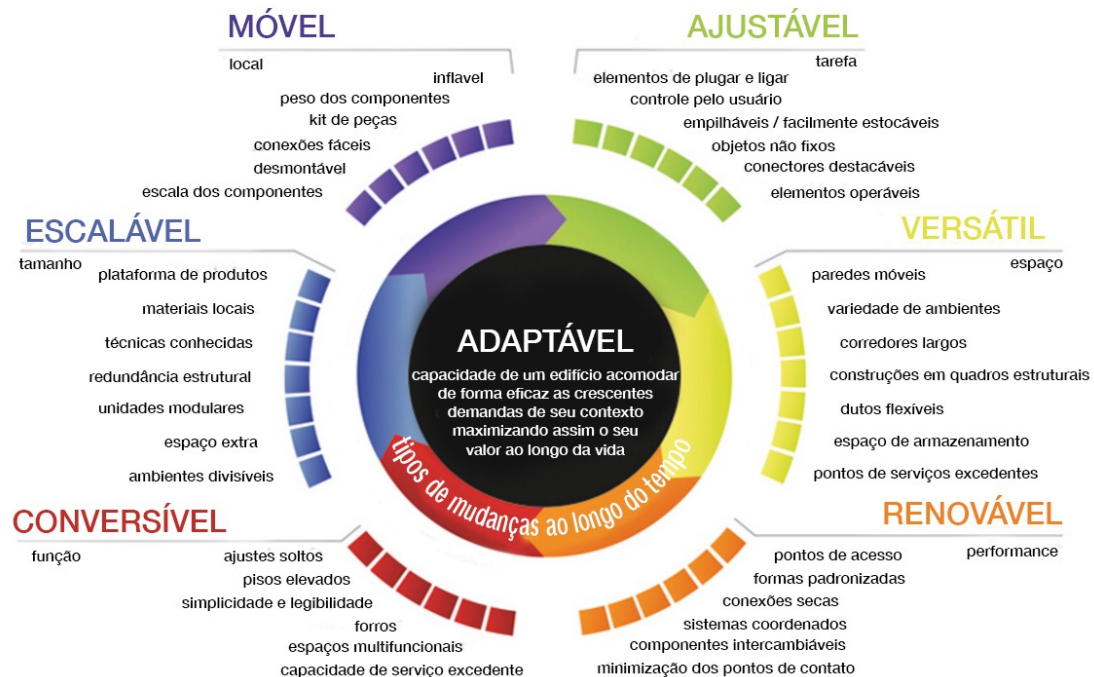 MÓVEL
local
inflavel
peso dos componentes
kit de peças
conexões fáceis
desmontável
escala dos componentes
AJUSTÁVEL
tarefa
elementos de plugar e ligar
controle pelo usuário
empilháveis / facilmente estocáveis
objetos não fixos
conectores destacáveis
elementos operáveis
ESCALÁVEL
tamanho
plataforma de produtos
materiais locais
técnicas conhecidas
redundância estrutural
unidades modulares
espaço extra
ambientes divisíveis
ADAPTÁVEL
capacidade de um edifício acomodar
de forma eficaz as crescentes
demandas de seu contexto
maximizando assim o seu
valor ao longo da vida
tipos de mudanças ao longo do tempo
VERSÁTIL
espaço
paredes móveis
variedade de ambientes
corredores largos
construções em quadros estruturais
dutos flexíveis
espaço de armazenamento
pontos de serviços excedentes
CONVERSÍVEL
função
ajustes soltos
pisos elevados
simplicidade e legibilidade
forros
espaços multifuncionais
capacidade de serviço excedente
RENOVÁVEL
performance
pontos de acesso
formas padronizadas
conexões secas
sistemas coordenados
componentes intercambiáveis
minimização dos pontos de contato